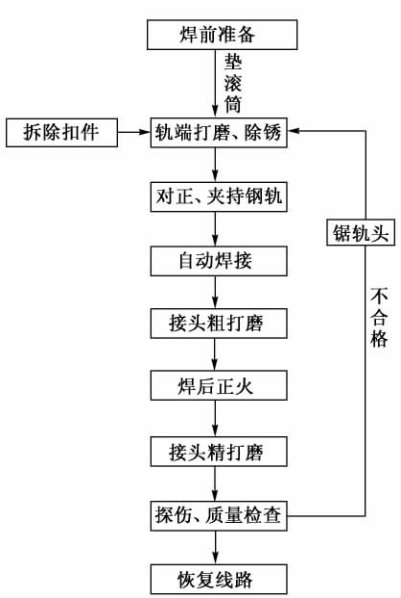 焊前准备
垫滚筒
拆除扣件
轨端打磨、除锈
对正、夹持钢轨
锯轨头
自动焊接
不合格
接头粗打磨
焊后正火
接头精打磨
探伤、质量检查
恢复线路